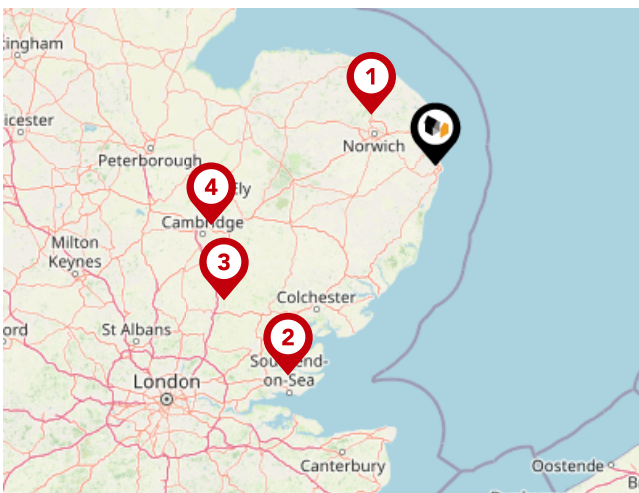 ingham
1
icester
Norwich
Peterborough
4
Ely
Cambridge
Milton
Keynes
3
Colchester
ord
St Albans
2
Southend-
on-Sea
London
Canterbury
Oostende
B